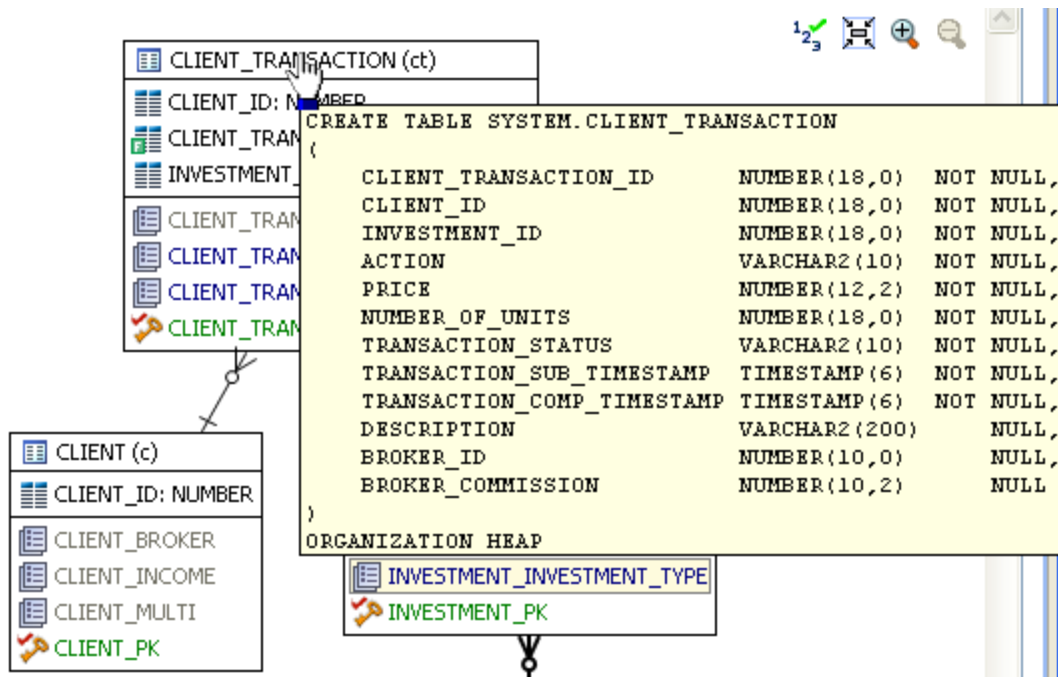 1 2 3
CLIENT_TRANSACTION (ct)
CLIENT_ID: NUMBER
CLIENT_TRAN
INVESTMENT_
CLIENT_TRAN
CLIENT_TRAN
CLIENT_TRAN
CLIENT_TRAN
CREATE TABLE SYSTEM.CLIENT_TRANSACTION
(
CLIENT_TRANSACTION_ID NUMBER(18,0) NOT NULL,
CLIENT_ID NUMBER(18,0) NOT NULL,
INVESTMENT_ID NUMBER(18,0) NOT NULL,
ACTION VARCHAR2(10) NOT NULL,
PRICE NUMBER(12,2) NOT NULL,
NUMBER_OF_UNITS NUMBER(18,0) NOT NULL,
TRANSACTION_STATUS VARCHAR2(10) NOT NULL,
TRANSACTION_SUB_TIMESTAMP TIMESTAMP(6) NOT NULL,
TRANSACTION_COMP_TIMESTAMP TIMESTAMP(6) NOT NULL,
DESCRIPTION VARCHAR2(200) NULL,
BROKER_ID NUMBER(10,0) NULL,
BROKER_COMMISSION NUMBER(10,2) NULL
)
ORGANIZATION HEAP
CLIENT (c)
CLIENT_ID: NUMBER
CLIENT_BROKER
CLIENT_INCOME
CLIENT_MULTI
CLIENT_PK
INVESTMENT_INVESTMENT_TYPE
INVESTMENT_PK